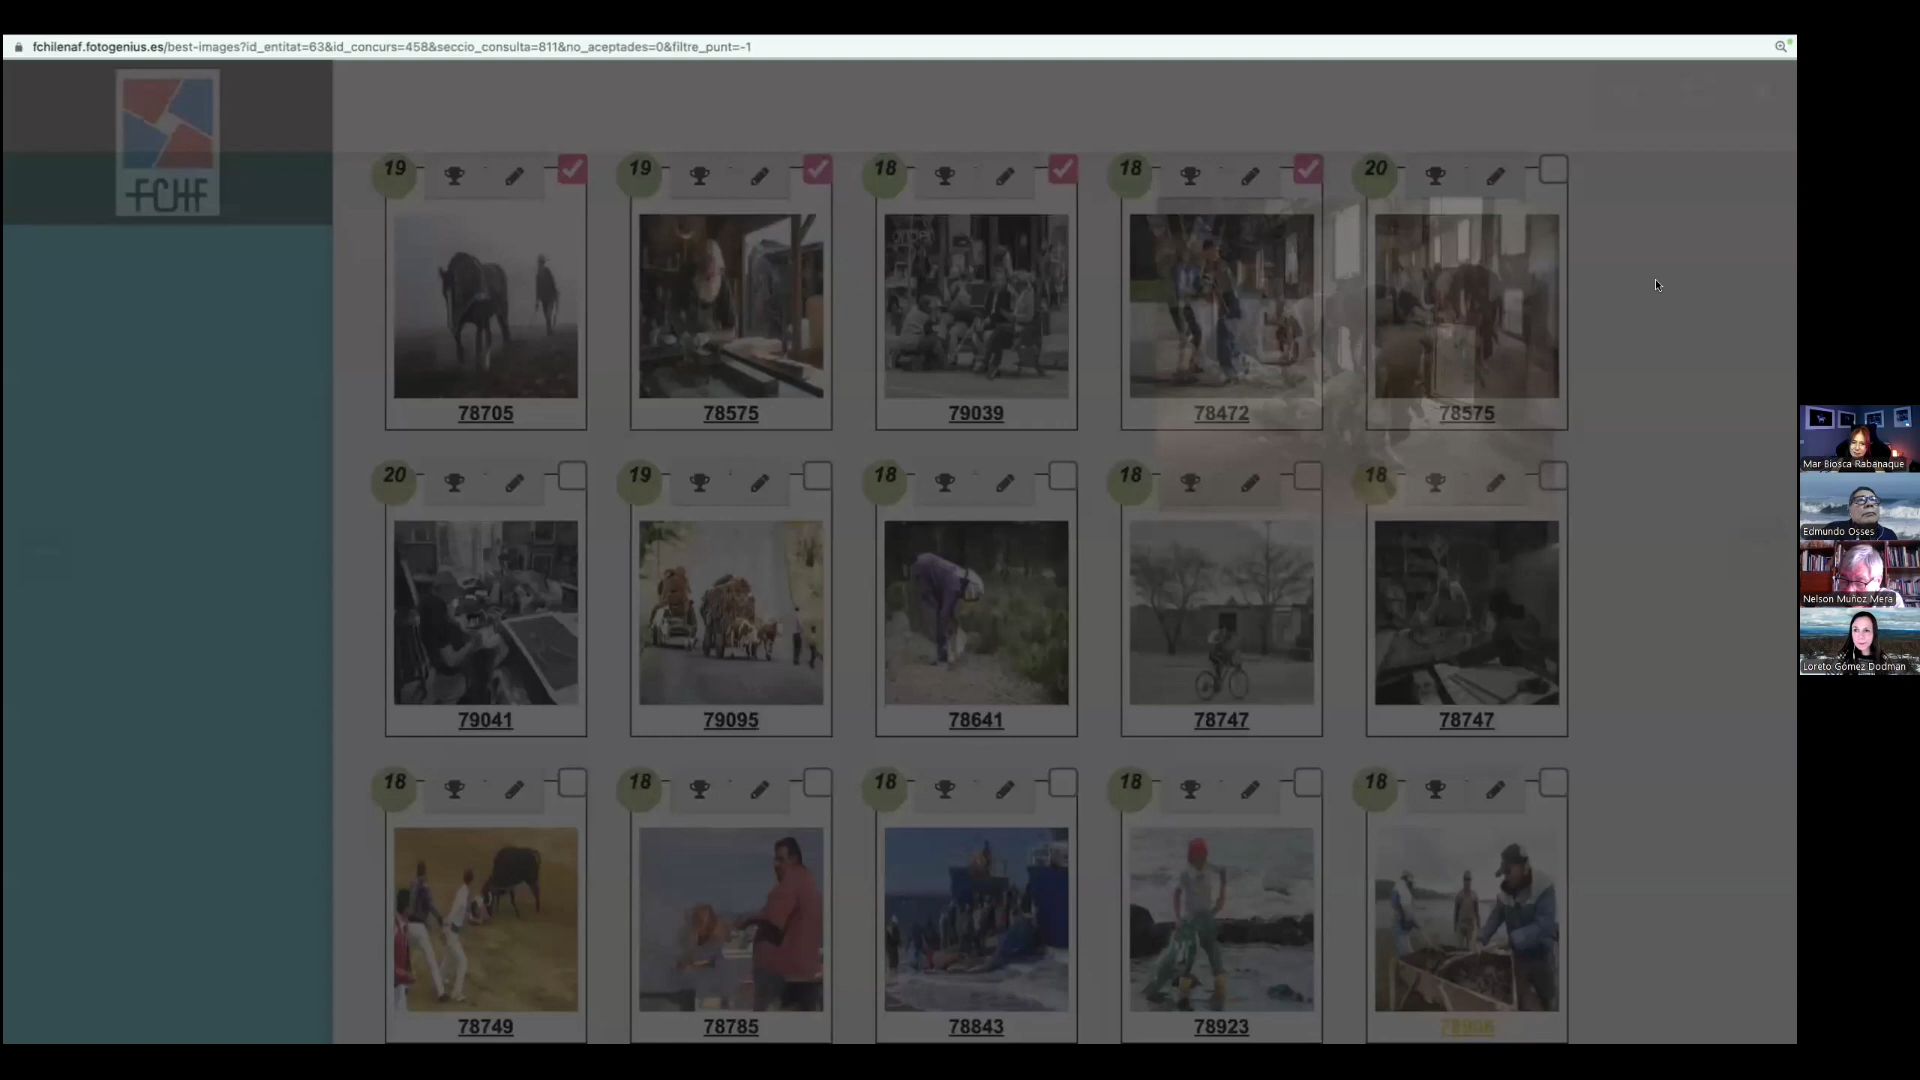 fchilenaf.fotogenius.es/best-images?id_entitat=63&id_concurs=458&seccio_consulta=811&no_aceptades=0&filtre_punt=-1
FCHF
19 19 18 18 20
78705 78575 79039 78472 78575
20 19 18 18 18
79041 79095 78641 78747 78747
18 18 18 18 18
78749 78785 78843 78923
Mar Biosca Rabanaque
Edmundo Osses
Nelson Muñoz Mera
Loreto Gómez Dodman